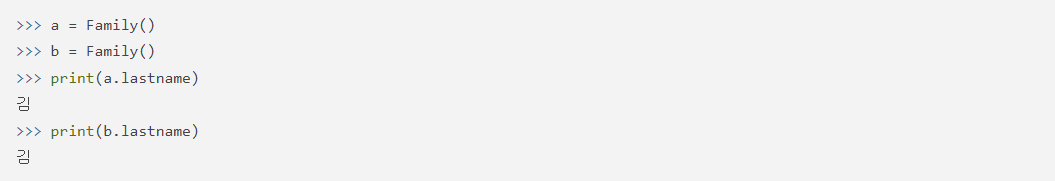 >>> a = Family()
>>> b = Family()
>>> print(a.lastname)
김
>>> print(b.lastname)
김